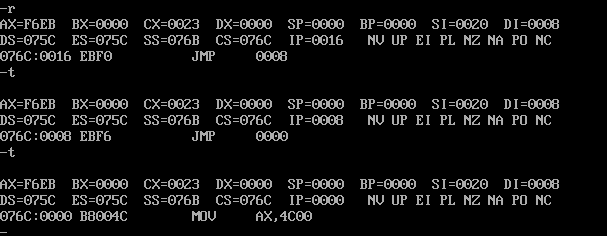 -r
AX=F6EB BX=0000 CX=0023 DX=0000 SP=0000 BP=0000 SI=0020 DI=0008
DS=075C ES=075C SS=076B CS=076C IP=0016 NV UP EI PL NZ NA PO NC
076C:0016 EBF0 JMP 0008
-t
AX=F6EB BX=0000 CX=0023 DX=0000 SP=0000 BP=0000 SI=0020 DI=0008
DS=075C ES=075C SS=076B CS=076C IP=0008 NV UP EI PL NZ NA PO NC
076C:0008 EBF6 JMP 0000
-t
AX=F6EB BX=0000 CX=0023 DX=0000 SP=0000 BP=0000 SI=0020 DI=0008
DS=075C ES=075C SS=076B CS=076C IP=0000 NV UP EI PL NZ NA PO NC
076C:0000 B8004C MOV AX,4C00
-